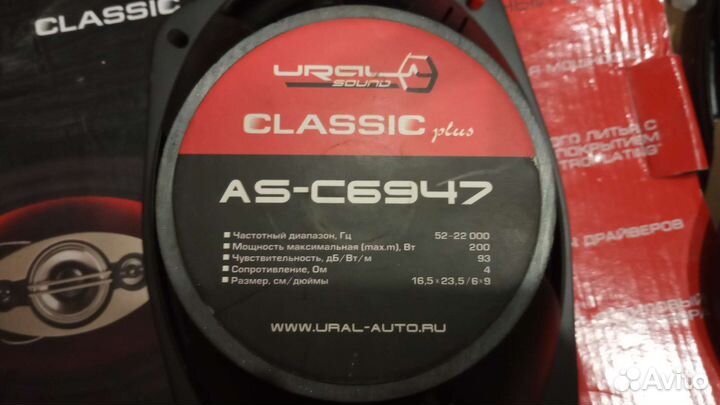 CLASSIC
URAL
SOUND
CLASSIC plus
AS-C6947
Частотный диапазон, Гц 52-22 000
Мощность максимальная (max.m), Вт 200
Чувствительность, дБ/Вт/м 93
Сопротивление, Ом 4
Размер, см/дюймы 16,5×23,5/6×9
WWW.URAL-AUTO.RU
ЛИТЬЯ С
ДРАЙВЕРОВ
Avito